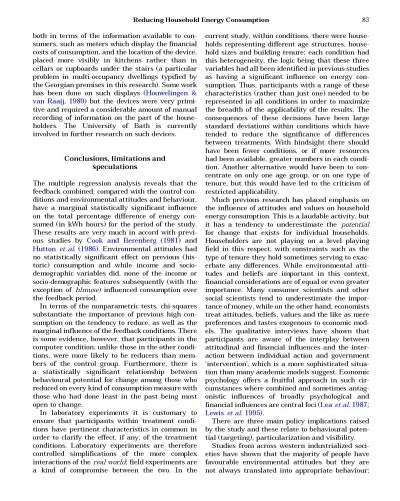 Reducing Household Energy Consumption
83
both in terms of the information available to con-
sumers, such as meters which display the financial
costs of consumption, and the location of the device,
placed more visibly in kitchens rather than in
cellars or cupboards under the stairs (a particular
problem in multi-occupancy dwellings typified by
the Georgian premises in this research). Some work
has been done on such displays (Hauwelingen &
van Raaij, 1989) but the devices were very primi-
tive and required a considerable amount of manual
recording of information on the part of the house-
holders. The University of Bath is currently
involved in further research on such devices.
Conclusions, limitations and
speculations
The multiple regression analysis reveals that the
feedback combined, compared with the control con-
ditions and environmental attitudes and behaviour,
have a marginal statistically significant influence
on the total percentage difference of energy con-
sumed (in kWh hours) for the period of the study.
These results are very much in accord with previ-
ous studies by Cook and Berrenberg (1981) and
Hutton et al. (1986). Environmental attitudes had
no statistically significant effect on previous (his-
toric) consumption and while income and socio-
demographic variables did, none of the income or
socio-demographic features subsequently (with the
exception of hlmase) influenced consumption over
the feedback period.
In terms of the nonparametric tests, chi-squares
substantiate the importance of previous high con-
sumption on the tendency to reduce, as well as the
marginal influence of the feedback conditions. There
is some evidence, however, that participants in the
computer condition, unlike those in the other condi-
tions, were more likely to be reducers than mem-
bers of the control group. Furthermore, there is
a statistically significant relationship between
behavioural potential for change among those who
reduced on every kind of consumption measure with
those who had done least in the past being most
open to change.
In laboratory experiments it is customary to
ensure that participants within treatment condi-
tions have pertinent characteristics in common in
order to clarify the effect, if any, of the treatment
conditions. Laboratory experiments are therefore
controlled simplifications of the more complex
interactions of the real world; field experiments are
a kind of compromise between the two. In the
current study, within conditions, there were house-
holds representing different age structures, house-
hold sizes and building tenure; each condition had
this heterogeneity, the logic being that these three
variables had all been identified in previous studies
as having a significant influence on energy con-
sumption. Thus, participants with a range of these
characteristics (rather than just one) needed to be
represented in all conditions in order to maximize
the breadth of the applicability of the results. The
consequences of these decisions have been large
standard deviations within conditions which have
tended to reduce the significance of differences
between treatments. With hindsight there should
have been fewer conditions, or if more resources
had been available, greater numbers in each condi-
tion. Another alternative would have been to con-
centrate on only one age group, or on one type of
tenure, but this would have led to the criticism of
restricted applicability.
Much previous research has placed emphasis on
the influence of attitudes and values on household
energy consumption. This is a laudable activity, but
it has a tendency to underestimate the potential
for change that exists for individual households.
Householders are not playing on a level playing
field in this respect, with constraints such as the
type of tenure they hold sometimes serving to exac-
erbate any differences. While environmental atti-
tudes and beliefs are important in this context,
financial considerations are of equal or even greater
importance. Many consumer scientists and other
social scientists tend to underestimate the impor-
tance of money, while on the other hand, economists
treat attitudes, beliefs, values and the like as mere
preferences and tastes exogenous to economic mod-
els. The qualitative interviews have shown that
participants are aware of the interplay between
attitudinal and financial influences and the inter-
action between individual action and government
'intervention', which is a more sophisticated situa-
tion than many academic models suggest. Economic
psychology offers a fruitful approach in such cir-
cumstances where combined and sometimes antag-
onistic influences of broadly psychological and
financial influences are central foci (Lea et al. 1987;
Lewis et al. 1995).
There are three main policy implications raised
by the study and these relate to behavioural poten-
tial (targeting), particularization and visibility.
Studies from across western industrialized soci-
eties have shown that the majority of people have
favourable environmental attitudes but they are
not always translated into appropriate behaviour;